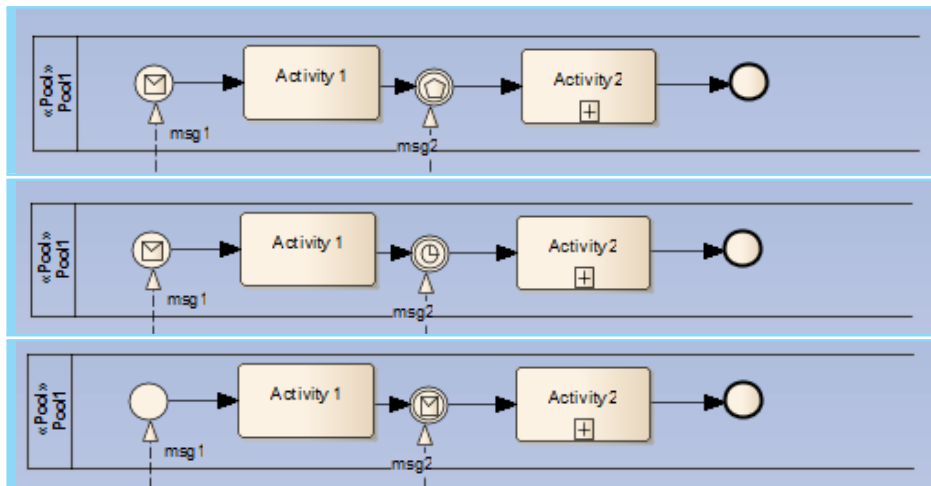 «Pool»
Pool1
Activity 1
Activity2
msg1
msg2
«Pool»
Pool1
Activity 1
Activity2
msg1
msg2
«Pool»
Pool1
Activity 1
Activity2
msg1
msg2